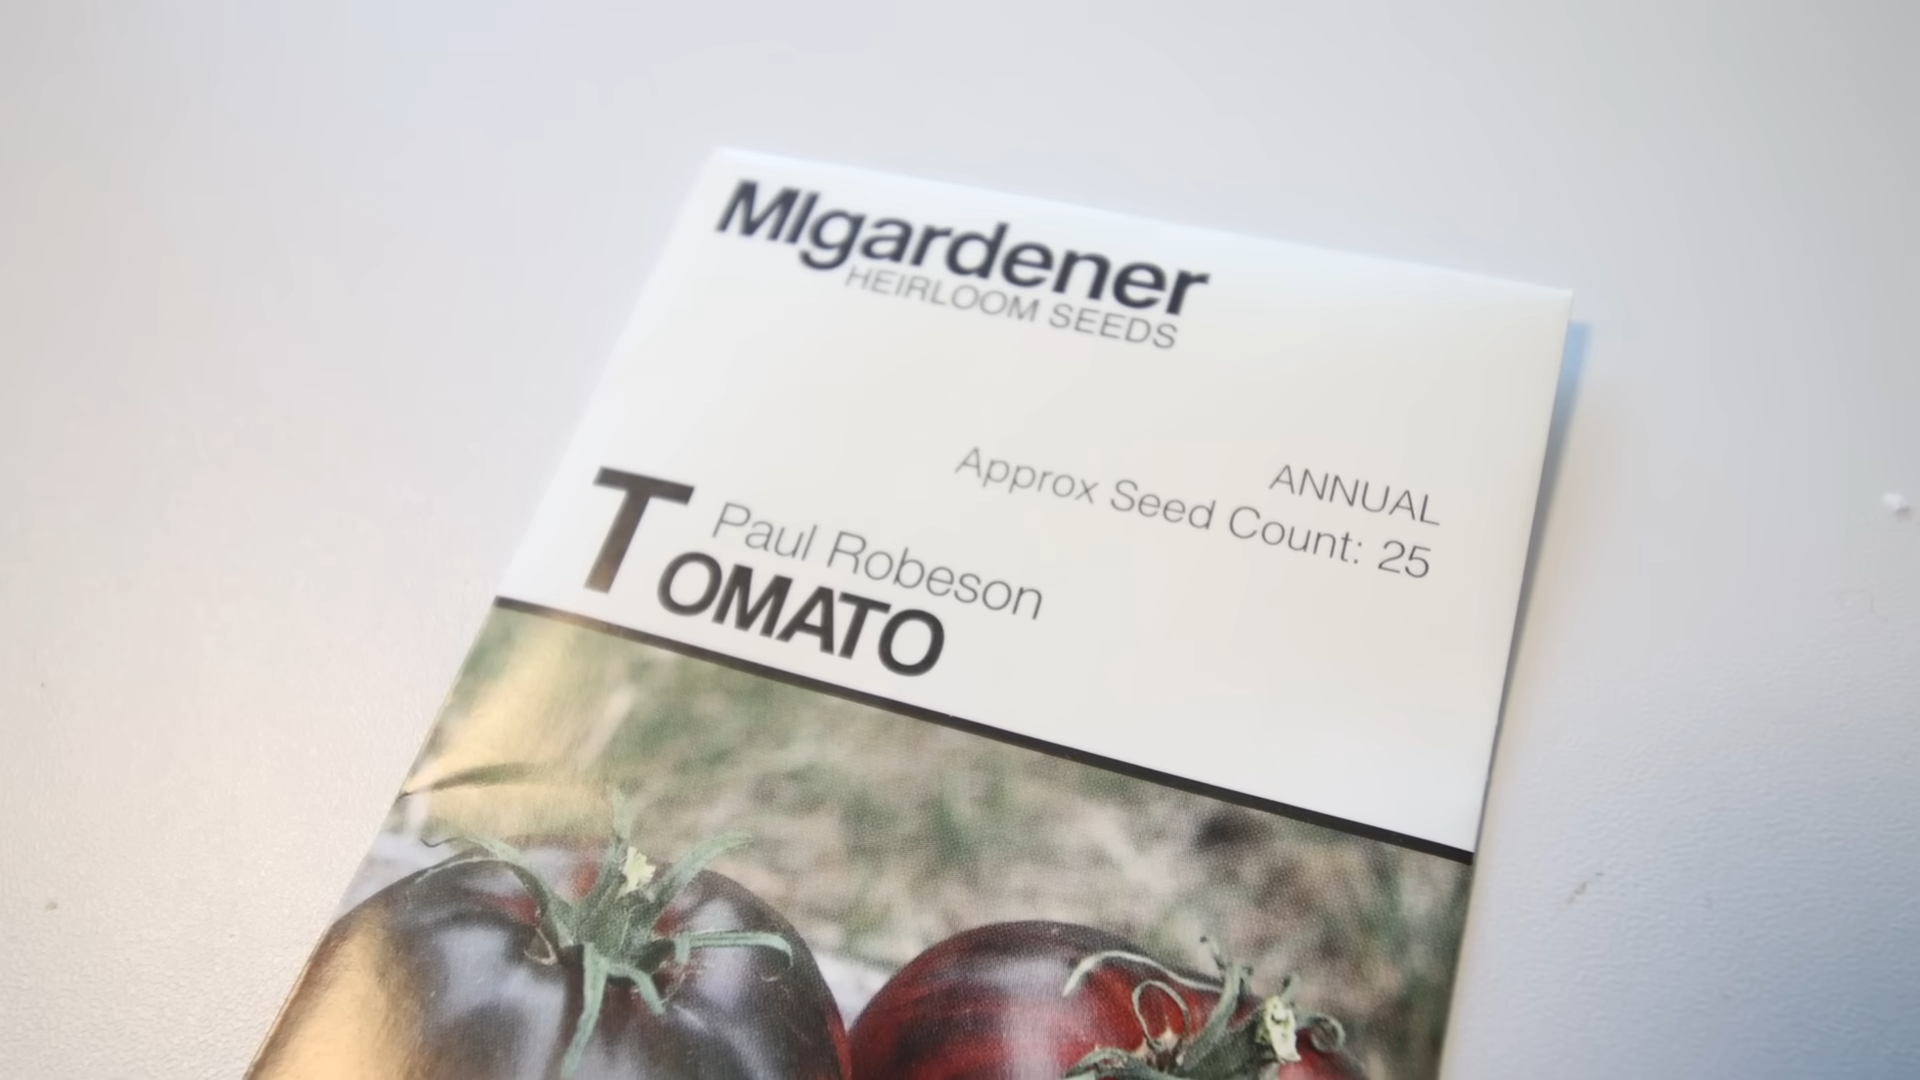 MIgardener
HEIRLOOM SEEDS
ANNUAL
Approx Seed Count: 25
Paul Robeson
TOMATO